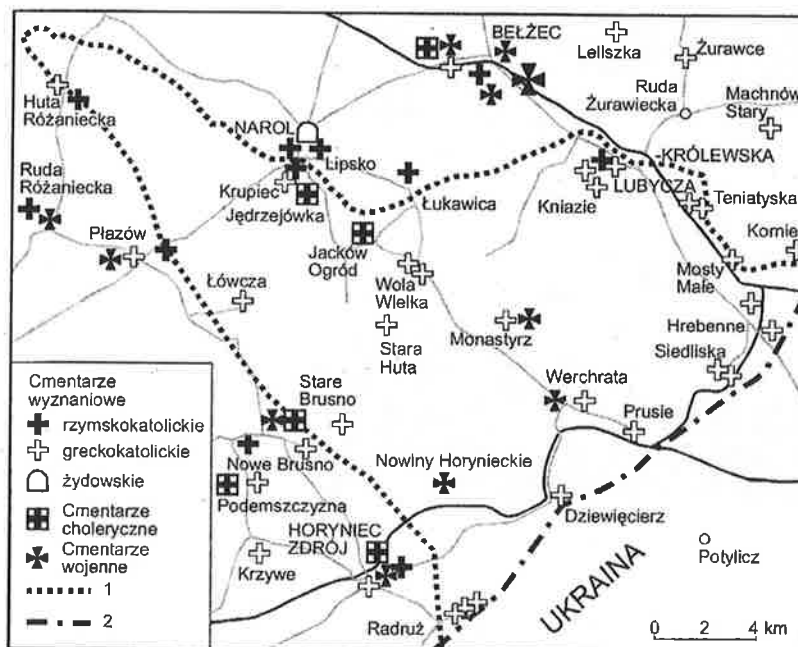 BEŁŻEC
Leliszka
Żurawce
Huta
Różaniecka
Ruda
Żurawiecka
Machnów
Stary
NAROL
Lipsko
KRÓLEWSKA
Ruda
Różaniecka
Krupiec
LUBYCZA
Jędrzejówka
Łukawica
Kniazie
Teniatyska
Płazów
Jacków
Ogród
Kornie
Łówcza
Wola
Wielka
Mosty
Małe
Monastyrz
Hrebenne
Stara
Huta
Siedliska
Cmentarze
wyznaniowe
Stare
Brusno
Werchrata
rzymskokatolickie
Prusie
greckokatolickie
żydowskie
Nowe Brusno
Nowiny Horynieckie
Cmentarze
choleryczne
Podemszczyzna
Dziewięcierz
Cmentarze
wojenne
HORYNIEC
ZDRÓJ
Potylicz
Krzywe
1
UKRAINA
2
Radruż
0 2 4 km